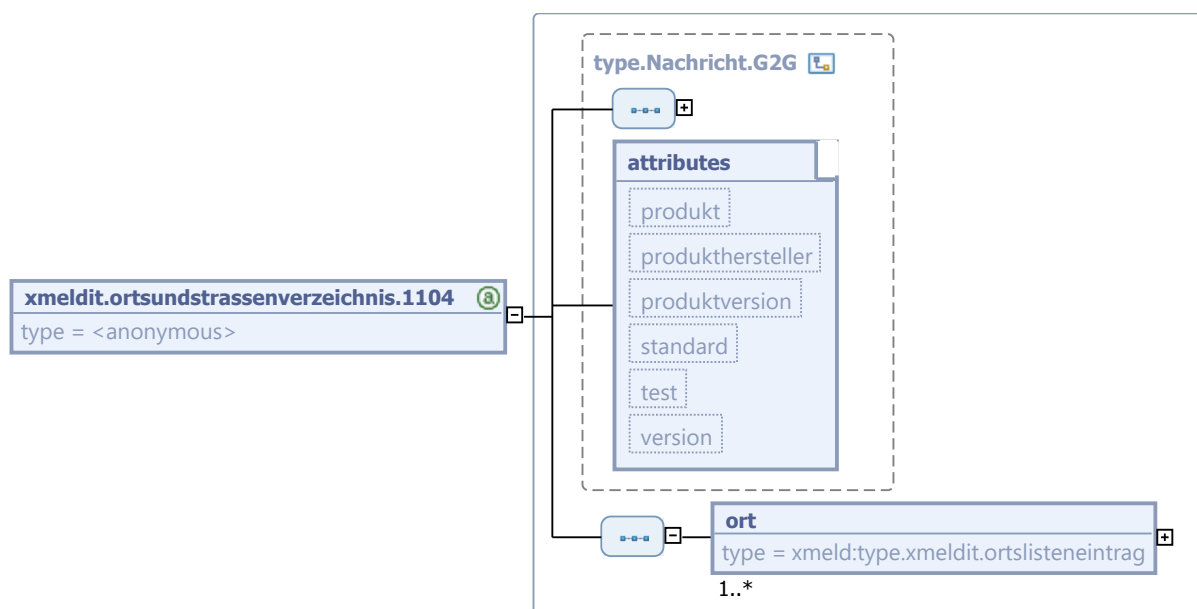 type.Nachricht.G2G
attributes
produkt
produkthersteller
produktversion
standard
test
version
xmeldit.ortsundstrassenverzeichnis.1104 a
type = <anonymous>
ort
type = xmeld:type.xmeldit.ortslisteneintrag
1..*